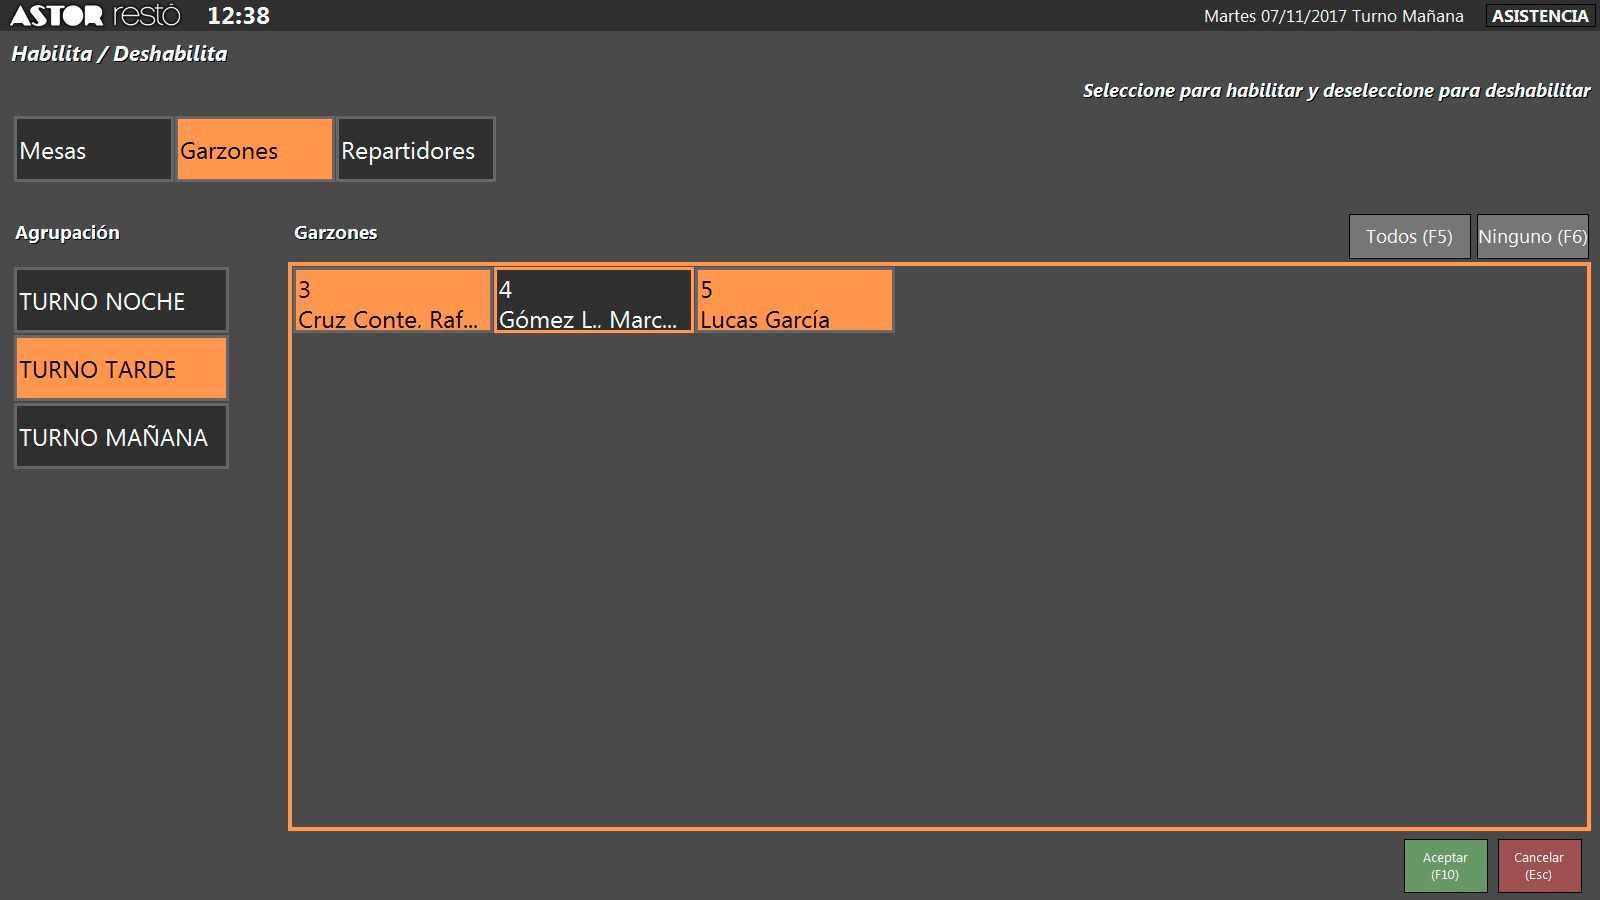 ASTOR restó 12:38 Martes 07/11/2017 Turno Mañana ASISTENCIA
Habilita / Deshabilita
Seleccione para habilitar y deseleccione para deshabilitar
Mesas Garzones Repartidores
Agrupación Garzones Todos (F5) Ninguno (F6)
TURNO NOCHE
TURNO TARDE
TURNO MAÑANA
3
Cruz Conte, Raf...
4
Gómez L., Marc...
5
Lucas García
Aceptar
(F10)
Cancelar
(Esc)